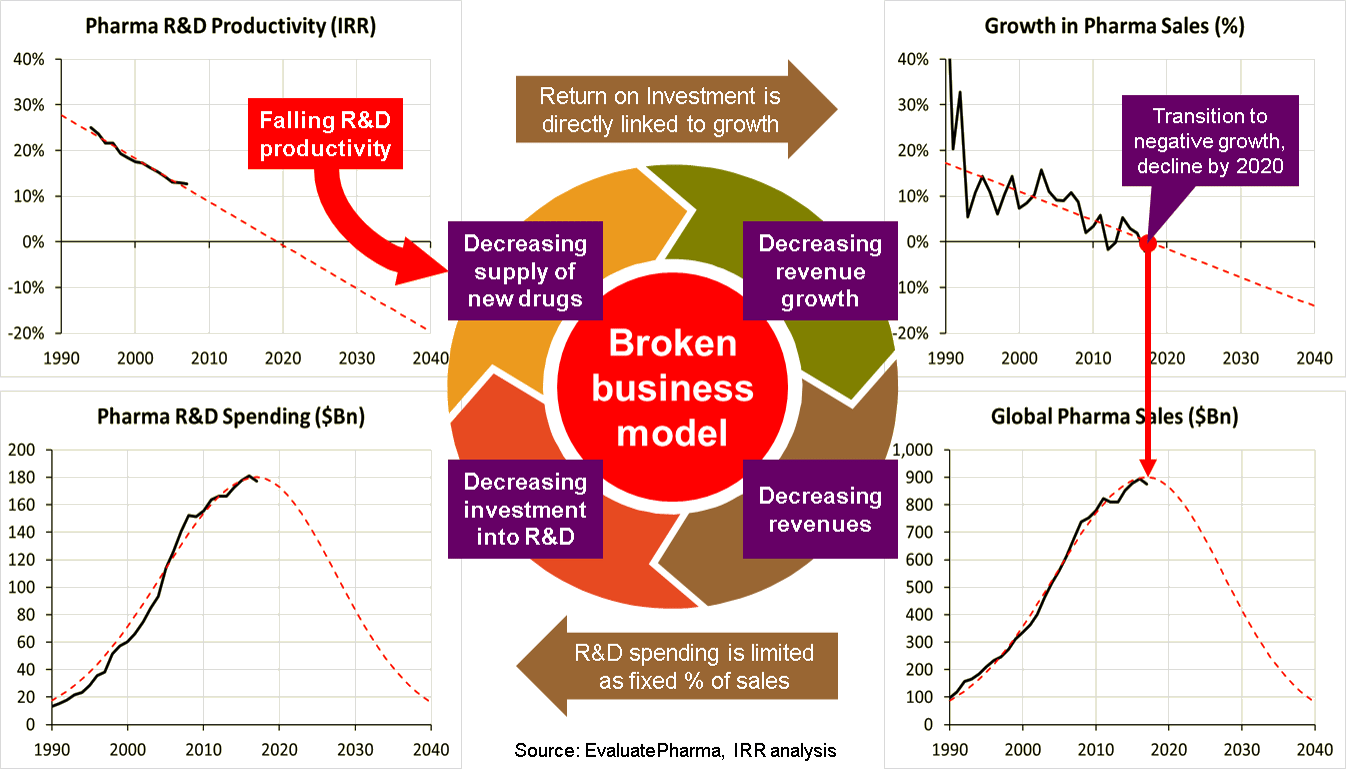 Pharma R&D Productivity (IRR)
40%
30%
20%
10%
0%
-10%
-20%
1990 2000 2010 2020 2030 2040
Falling R&D
productivity
Return on Investment is
directly linked to growth
Growth in Pharma Sales (%)
40%
30%
20%
10%
0%
-10%
-20%
1990 2000 2010 2020 2030 2040
Transition to
negative growth,
decline by 2020
Decreasing
supply of
new drugs
Decreasing
revenue
growth
Broken
business
model
Decreasing
investment
into R&D
Decreasing
revenues
Pharma R&D Spending ($Bn)
200
180
160
140
120
100
80
60
40
20
0
1990 2000 2010 2020 2030 2040
R&D spending is limited
as fixed % of sales
Source: EvaluatePharma, IRR analysis
Global Pharma Sales ($Bn)
1,000
900
800
700
600
500
400
300
200
100
0
1990 2000 2010 2020 2030 2040